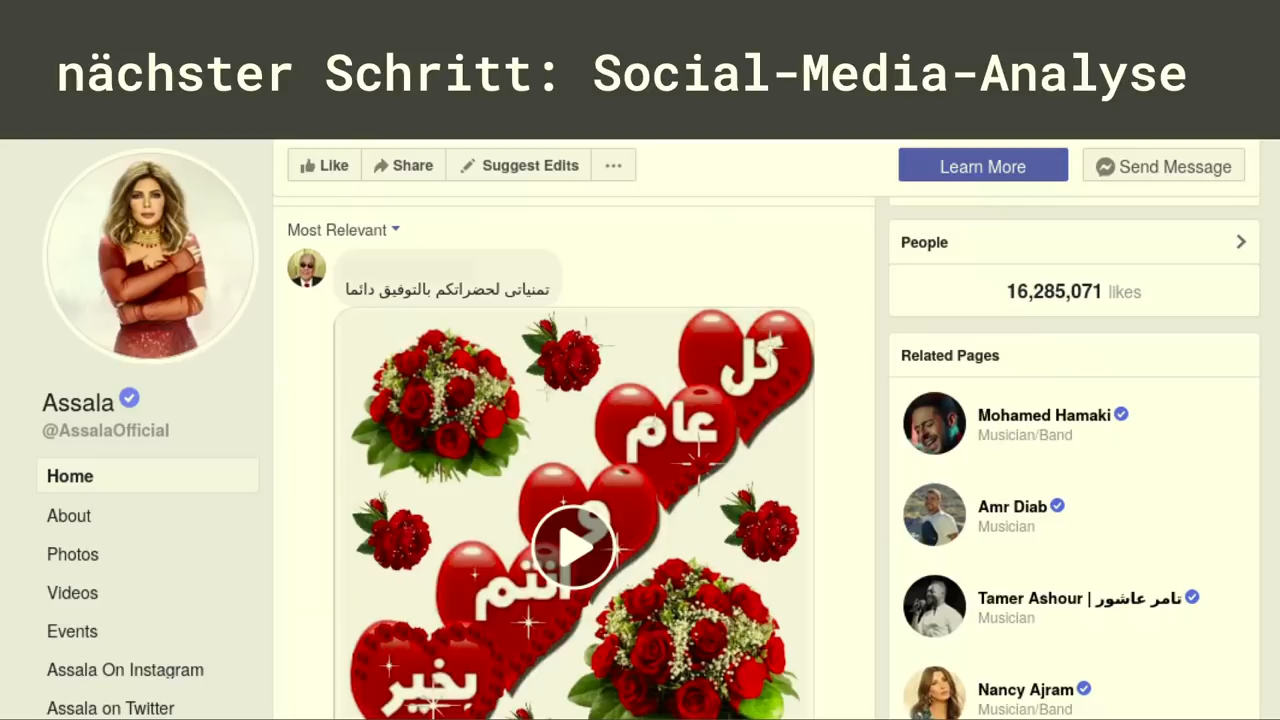 nächster Schritt: Social-Media-Analyse
Like
Share
Suggest Edits
Learn More
Send Message
Assala
@AssalaOfficial
Home
About
Photos
Videos
Events
Assala On Instagram
Assala on Twitter
Most Relevant
تمنياتى لحضراتكم بالتوفيق دائما
كل
عام
و
انتم
بخير
People
16,285,071 likes
Related Pages
Mohamed Hamaki
Musician/Band
Amr Diab
Musician
Tamer Ashour | تامر عاشور
Musician
Nancy Ajram
Musician/Band